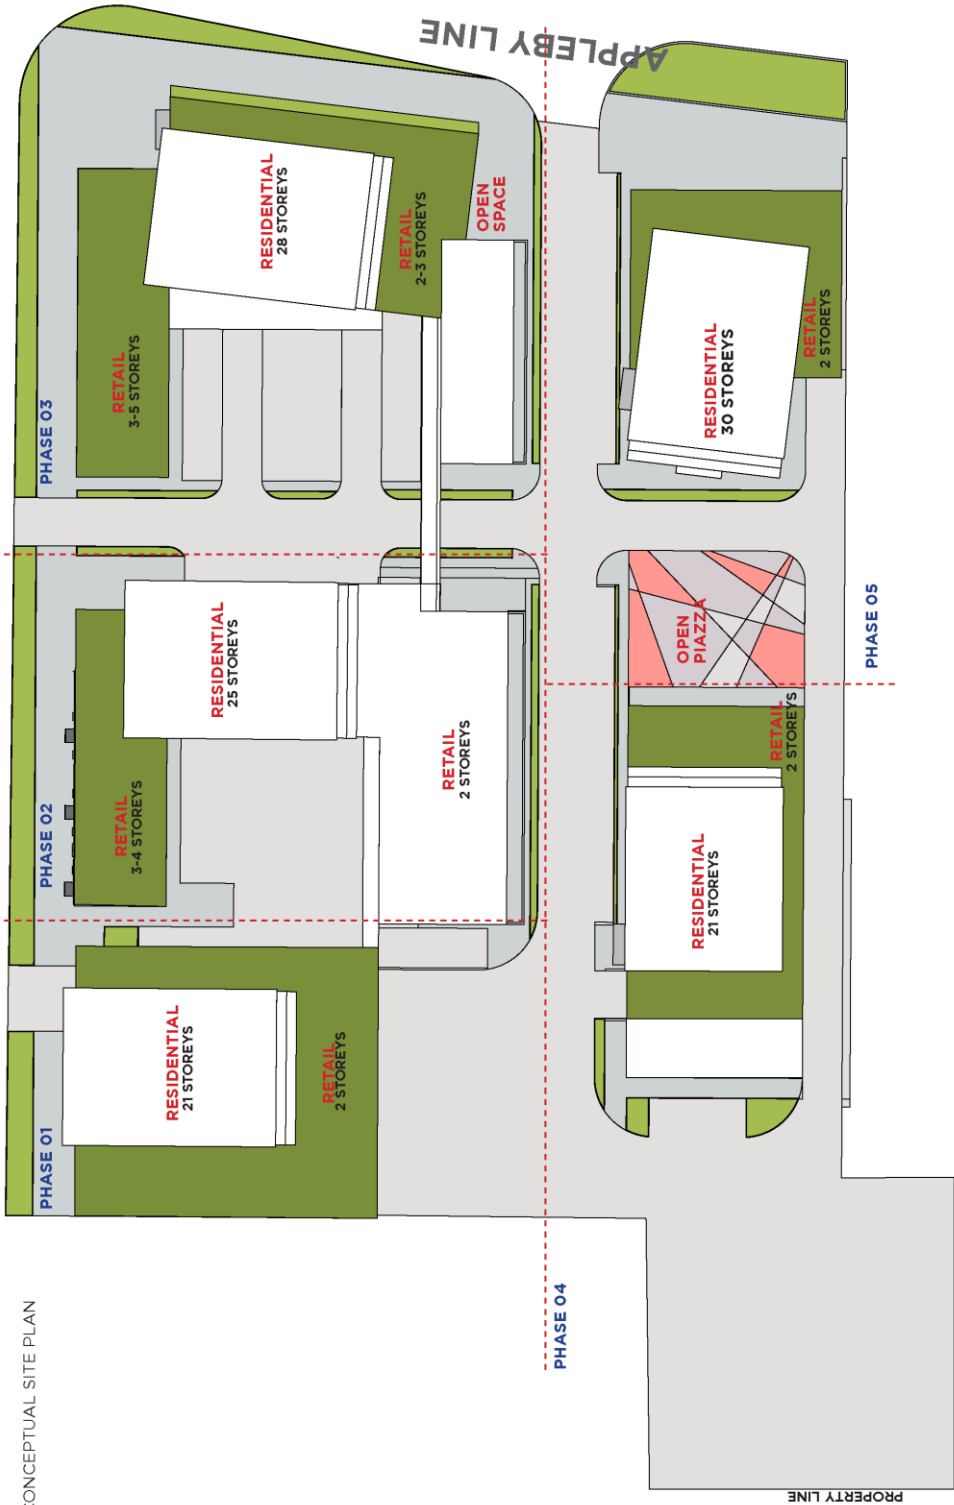 APPLEBY LINE
RESIDENTIAL
28 STOREYS
RETAIL
2-3 STOREYS
OPEN
SPACE
RETAIL
3-5 STOREYS
PHASE 03
RESIDENTIAL
30 STOREYS
RETAIL
2 STOREYS
OPEN
PIAZZA
PHASE 05
RESIDENTIAL
25 STOREYS
RETAIL
2 STOREYS
RETAIL
3-4 STOREYS
PHASE 02
RETAIL
2 STOREYS
RESIDENTIAL
21 STOREYS
RESIDENTIAL
21 STOREYS
RETAIL
2 STOREYS
PHASE 01
PHASE 04
CONCEPTUAL SITE PLAN
PROPERTY LINE